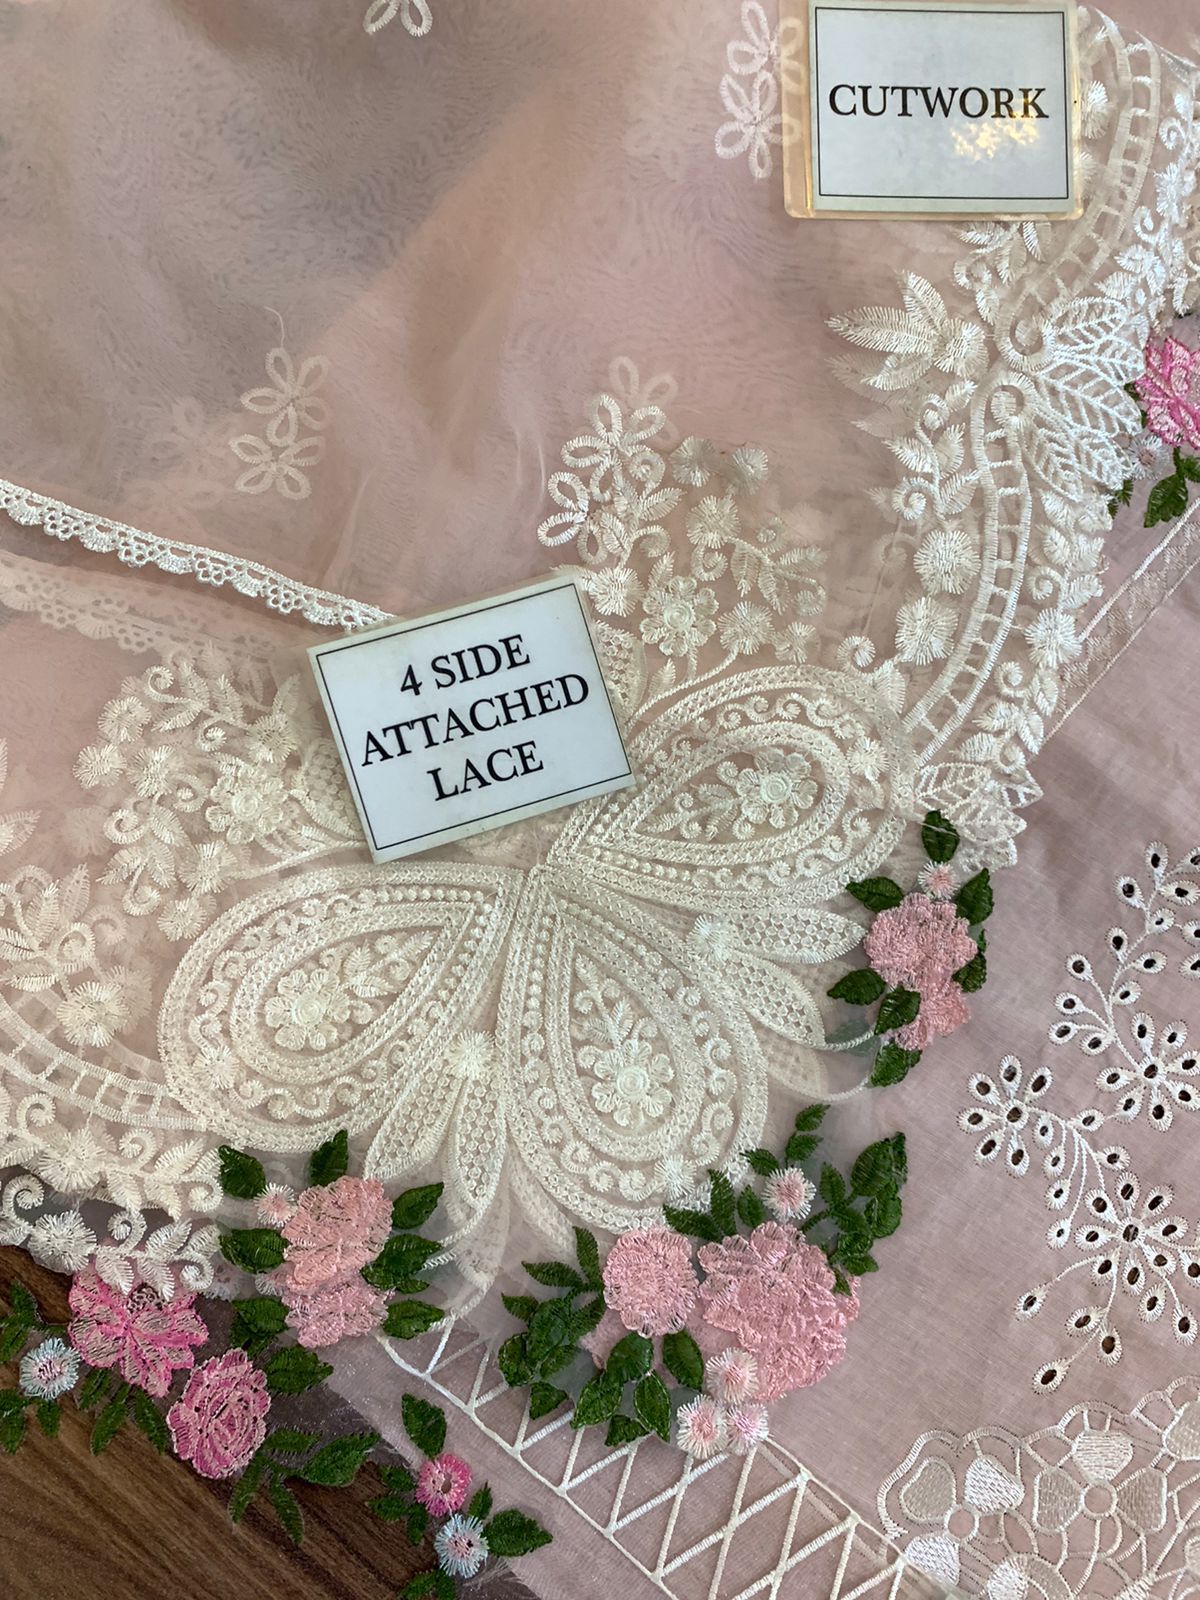 CUTWORK
4 SIDE
ATTACHED
LACE